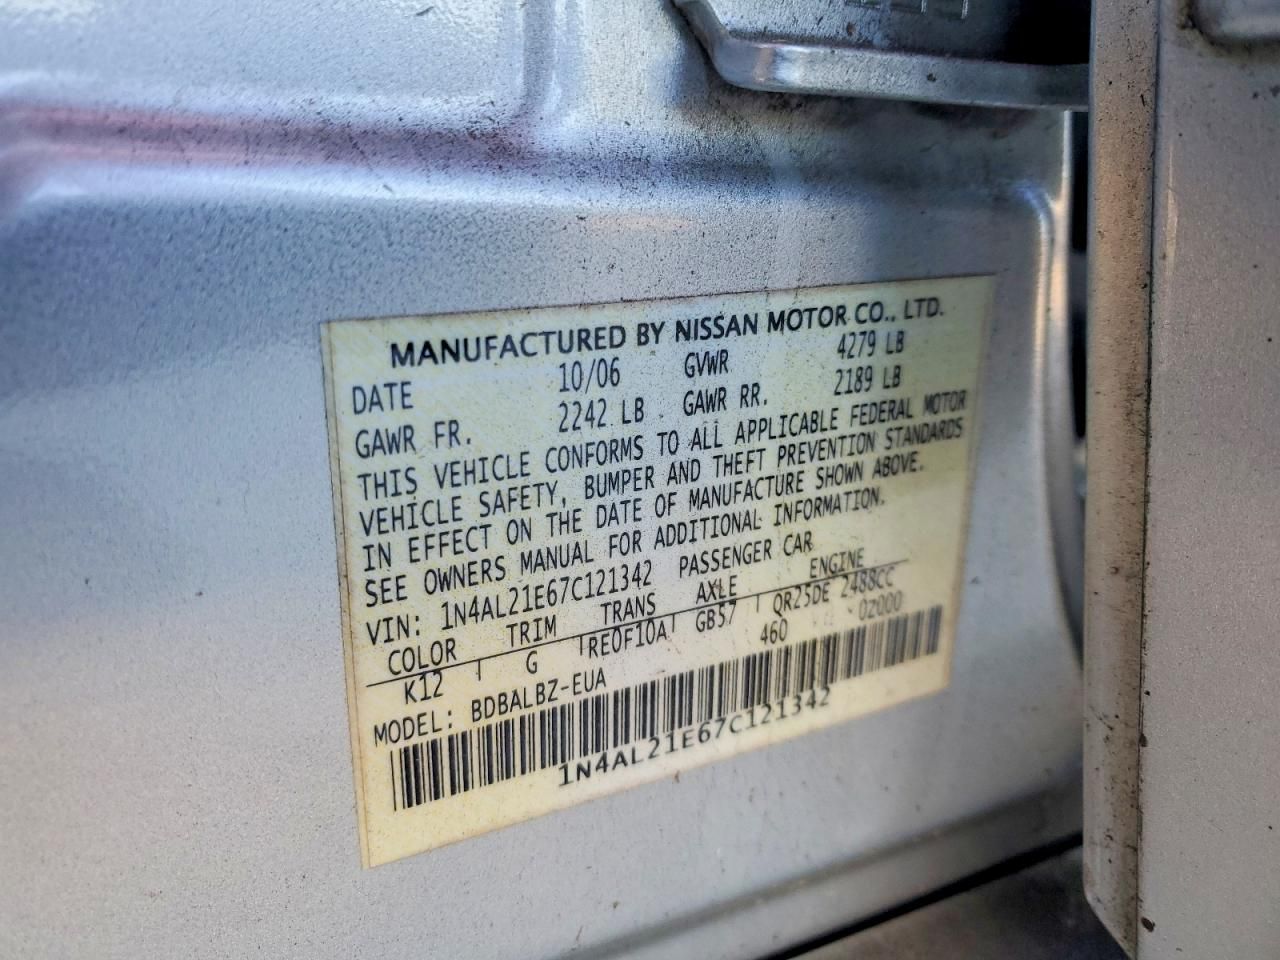 MANUFACTURED BY NISSAN MOTOR CO., LTD.
DATE 10/06 GVWR 4279 LB
GAWR FR. 2242 LB GAWR RR. 2189 LB
THIS VEHICLE CONFORMS TO ALL APPLICABLE FEDERAL MOTOR
VEHICLE SAFETY, BUMPER AND THEFT PREVENTION STANDARDS
IN EFFECT ON THE DATE OF MANUFACTURE SHOWN ABOVE.
SEE OWNERS MANUAL FOR ADDITIONAL INFORMATION.
VIN: 1N4AL21E67C121342 PASSENGER CAR
COLOR TRIM TRANS AXLE ENGINE
K12 G RE0F10A GB57 QR25DE 2488CC
MODEL: BDBALBZ-EUA 460 02000
1N4AL21E67C121342